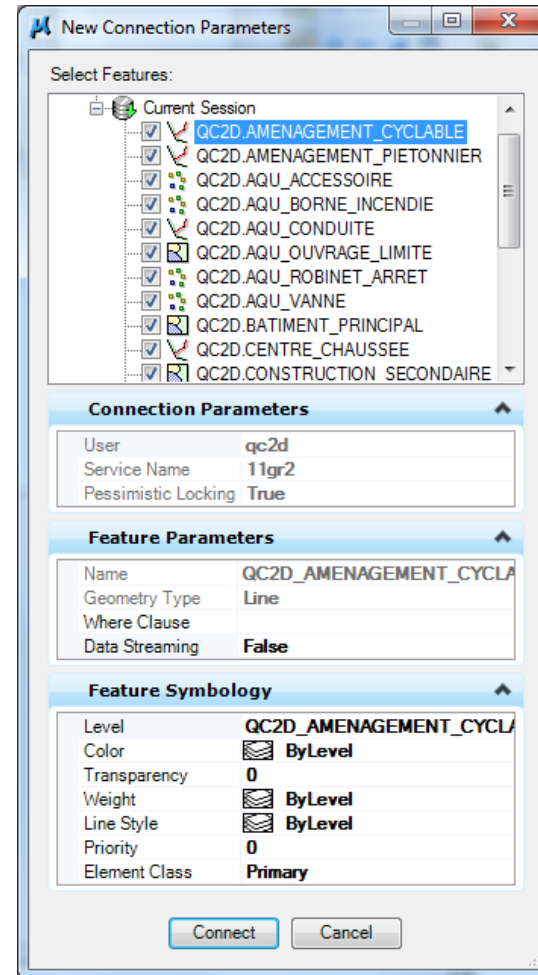 New Connection Parameters
Select Features:
Current Session
QC2D.AMENAGEMENT_CYCLABLE
QC2D.AMENAGEMENT_PIETONNIER
QC2D.AQU_ACCESSOIRE
QC2D.AQU_BORNE_INCENDIE
QC2D.AQU_CONDUITE
QC2D.AQU_OUVRAGE_LIMITE
QC2D.AQU_ROBINET_ARRET
QC2D.AQU_VANNE
QC2D.BATIMENT_PRINCIPAL
QC2D.CENTRE_CHAUSSEE
QC2D.CONSTRUCTION_SECONDAIRE
Connection Parameters
User qc2d
Service Name 11gr2
Pessimistic Locking True
Feature Parameters
Name QC2D_AMENAGEMENT_CYCLA
Geometry Type Line
Where Clause
Data Streaming False
Feature Symbology
Level QC2D_AMENAGEMENT_CYCLA
Color ByLevel
Transparency 0
Weight ByLevel
Line Style ByLevel
Priority 0
Element Class Primary
Connect Cancel